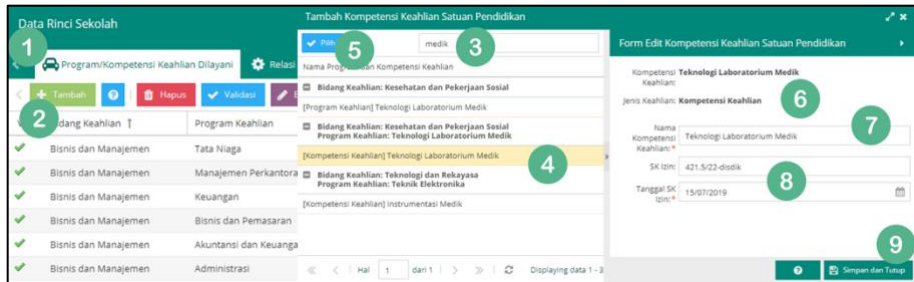 Data Rinci Sekolah
1
Program/Kompetensi Keahlian Dilayani
Relasi
Tambah
Hapus
Validasi
2
dang Keahlian
Program Keahlian
Bisnis dan Manajemen
Tata Niaga
Bisnis dan Manajemen
Manajemen Perkantora
Bisnis dan Manajemen
Keuangan
Bisnis dan Manajemen
Bisnis dan Pemasaran
Bisnis dan Manajemen
Akuntansi dan Keuanga
Bisnis dan Manajemen
Administrasi
Tambah Kompetensi Keahlian Satuan Pendidikan
Pilih
5
medik
3
Nama Program dan Kompetensi Keahlian
Bidang Keahlian: Kesehatan dan Pekerjaan Sosial
[Program Keahlian] Teknologi Laboratorium Medik
Bidang Keahlian: Kesehatan dan Pekerjaan Sosial
Program Keahlian: Teknologi Laboratorium Medik
[Kompetensi Keahlian] Teknologi Laboratorium Medik
4
Bidang Keahlian: Teknologi dan Rekayasa
Program Keahlian: Teknik Elektronika
[Kompetensi Keahlian] Instrumentasi Medik
Hal 1 dari 1
Displaying data 1 - 3
Form Edit Kompetensi Keahlian Satuan Pendidikan
Kompetensi Keahlian: Teknologi Laboratorium Medik
6
Jenis Keahlian: Kompetensi Keahlian
Nama Kompetensi Keahlian:* Teknologi Laboratorium Medik
7
SK Izin: 421.5/22-disdik
8
Tanggal SK Izin:* 15/07/2019
9
Simpan dan Tutup